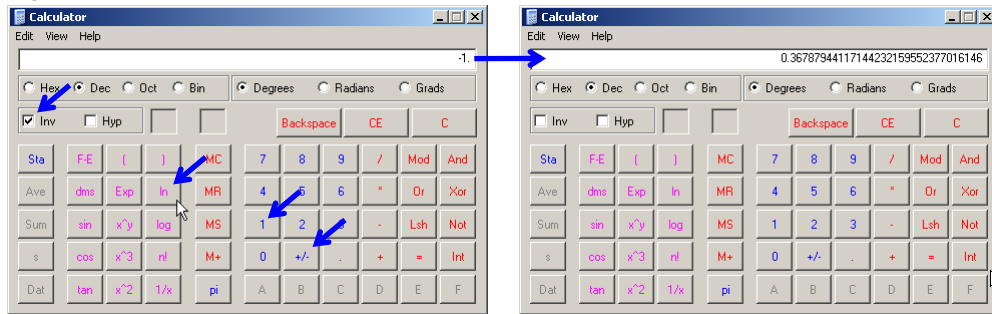 Calculator
Edit View Help
-1.
Hex Dec Oct Bin Degrees Radians Grads
Inv Hyp Backspace CE C
Sta F-E ( ) MC 7 8 9 / Mod And
Ave dms Exp ln MR 4 5 6 * Or Xor
Sum sin x^y log MS 1 2 3 - Lsh Not
s cos x^3 n! M+ 0 +/- . + = Int
Dat tan x^2 1/x pi A B C D E F
Calculator
Edit View Help
0.36787944117144232159552377016146
Hex Dec Oct Bin Degrees Radians Grads
Inv Hyp Backspace CE C
Sta F-E ( ) MC 7 8 9 / Mod And
Ave dms Exp ln MR 4 5 6 * Or Xor
Sum sin x^y log MS 1 2 3 - Lsh Not
s cos x^3 n! M+ 0 +/- . + = Int
Dat tan x^2 1/x pi A B C D E F